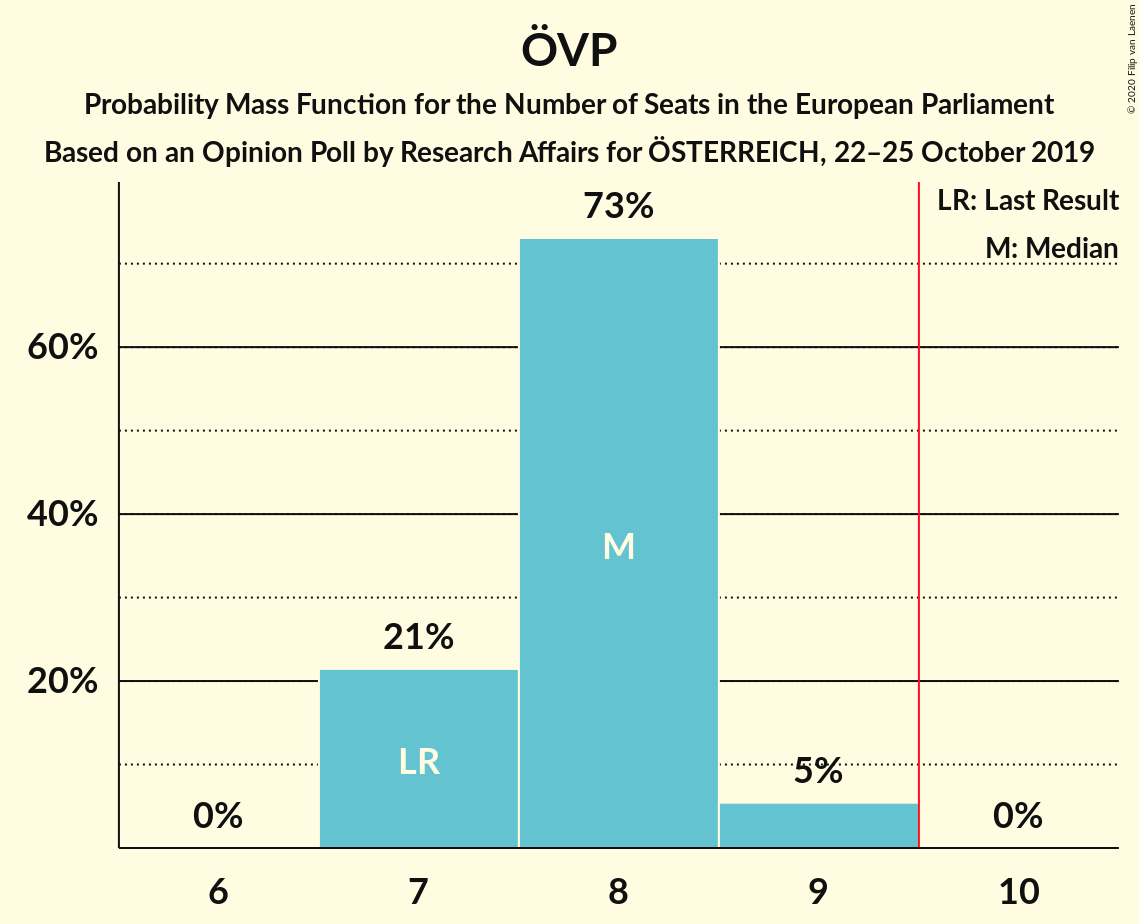 ÖVP
Probability Mass Function for the Number of Seats in the European Parliament
Based on an Opinion Poll by Research Affairs for ÖSTERREICH, 22–25 October 2019
© 2020 Filip van Laenen
LR: Last Result
M: Median
73%
60%
40%
M
21%
20%
LR
5%
0%
0%
6
7
8
9
10